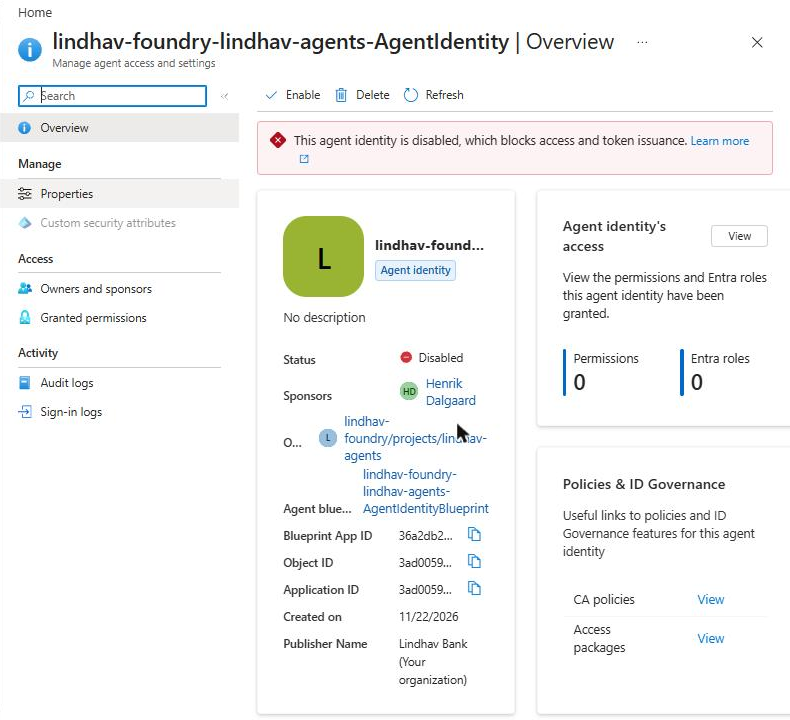 Home
lindhav-foundry-lindhav-agents-AgentIdentity | Overview ...
Manage agent access and settings
Search
Overview
Manage
Properties
Custom security attributes
Access
Owners and sponsors
Granted permissions
Activity
Audit logs
Sign-in logs
Enable Delete Refresh
This agent identity is disabled, which blocks access and token issuance. Learn more
L
lindhav-found...
Agent identity
No description
Status Disabled
Sponsors HD Henrik
Dalgaard
O... L lindhav-
foundry/projects/lindhav-
agents
Agent blue... lindhav-foundry-
lindhav-agents-
AgentIdentityBlueprint
Blueprint App ID 36a2db2...
Object ID 3ad0059...
Application ID 3ad0059...
Created on 11/22/2026
Publisher Name Lindhav Bank
(Your
organization)
Agent identity's
access
View
View the permissions and Entra roles
this agent identity have been
granted.
Permissions Entra roles
0 0
Policies & ID Governance
Useful links to policies and ID
Governance features for this agent
identity
CA policies View
Access
packages View